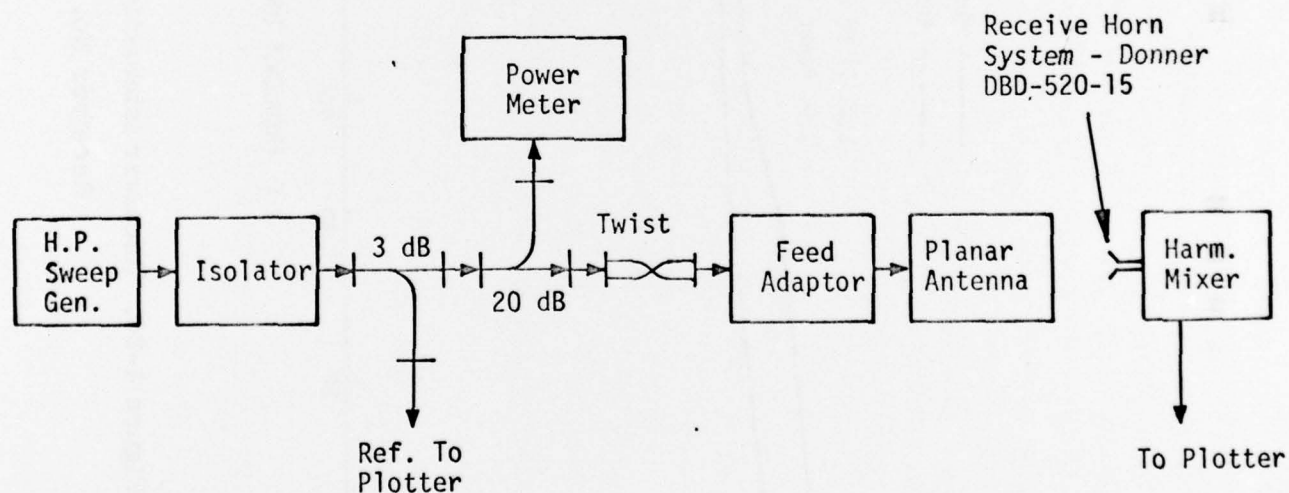 Receive Horn
System - Donner
DBD-520-15
Power
Meter
H.P.
Sweep
Gen.
Isolator
3 dB
20 dB
Twist
Feed
Adaptor
Planar
Antenna
Harm.
Mixer
Ref. To
Plotter
To Plotter